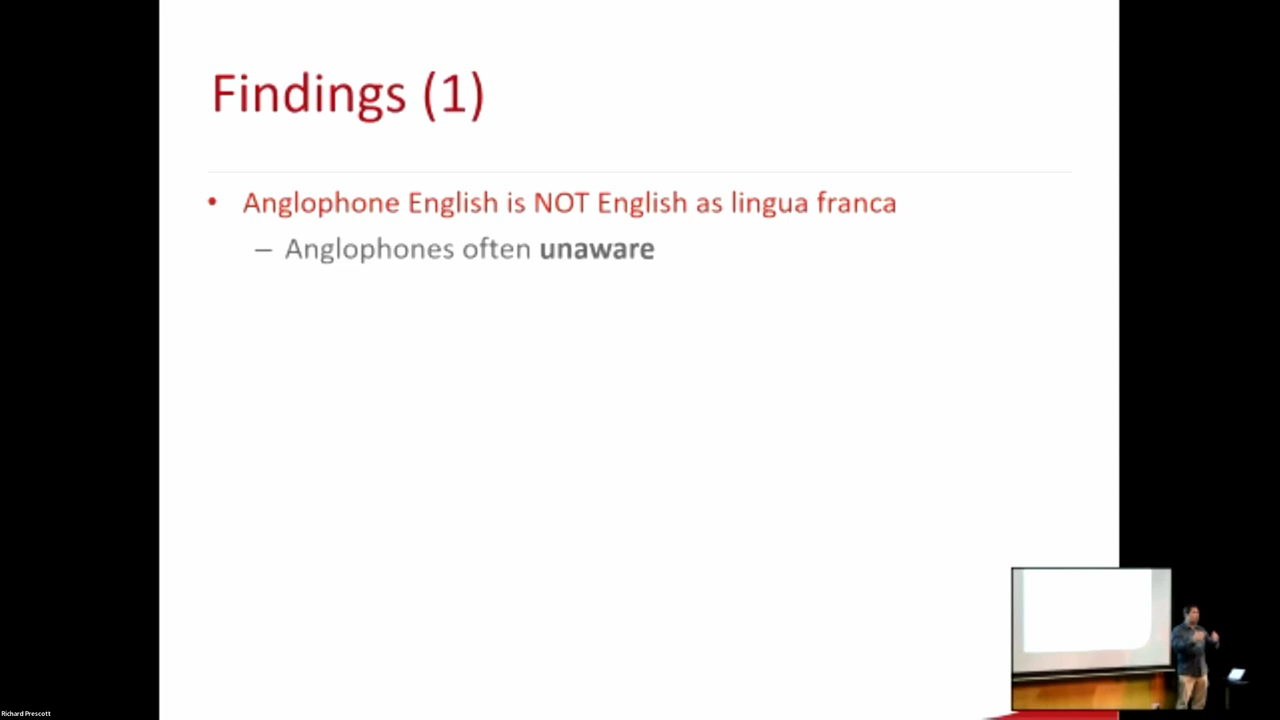 Findings (1)
• Anglophone English is NOT English as lingua franca
– Anglophones often unaware
Richard Prescott